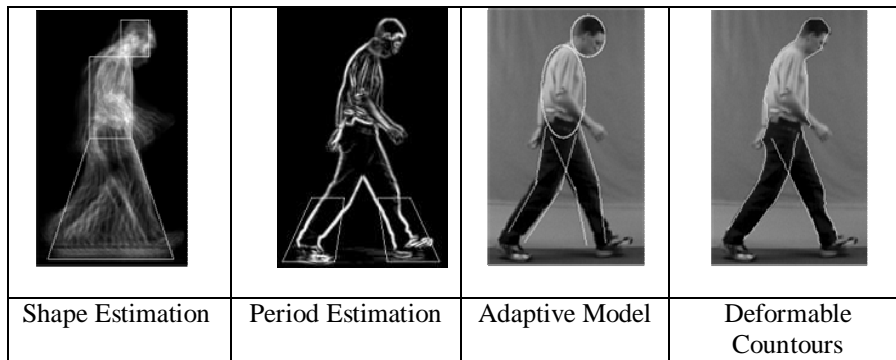 Shape Estimation
Period Estimation
Adaptive Model
Deformable
Countours